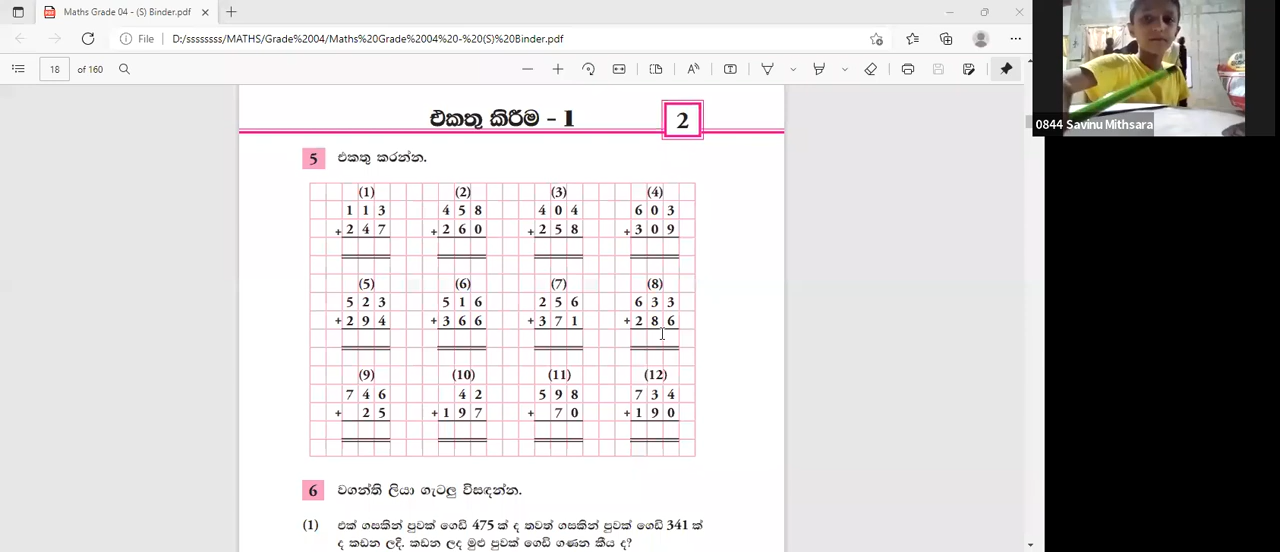 Maths Grade 04 - (S) Binder.pdf
File D:/ssssssss/MATHS/Grade%2004/Maths%20Grade%2004%20-%20(S)%20Binder.pdf
18 of 160
එකතු කිරීම - 1 2
5 එකතු කරන්න.
(1) (2) (3) (4)
1 1 3 4 5 8 4 0 4 6 0 3
+ 2 4 7 + 2 6 0 + 2 5 8 + 3 0 9
(5) (6) (7) (8)
5 2 3 5 1 6 2 5 6 6 3 3
+ 2 9 4 + 3 6 6 + 3 7 1 + 2 8 6
(9) (10) (11) (12)
7 4 6 4 2 5 9 8 7 3 4
+ 2 5 + 1 9 7 + 7 0 + 1 9 0
6 වගන්ති ලියා ගැටලු විසඳන්න.
(1) එක් ගසකින් පුවක් ගෙඩි 475 ක් ද තවත් ගසකින් පුවක් ගෙඩි 341 ක්
ද කඩන ලදි. කඩන ලද මුළු පුවක් ගෙඩි ගණන කීය ද?
0844 Savinu Mithsara